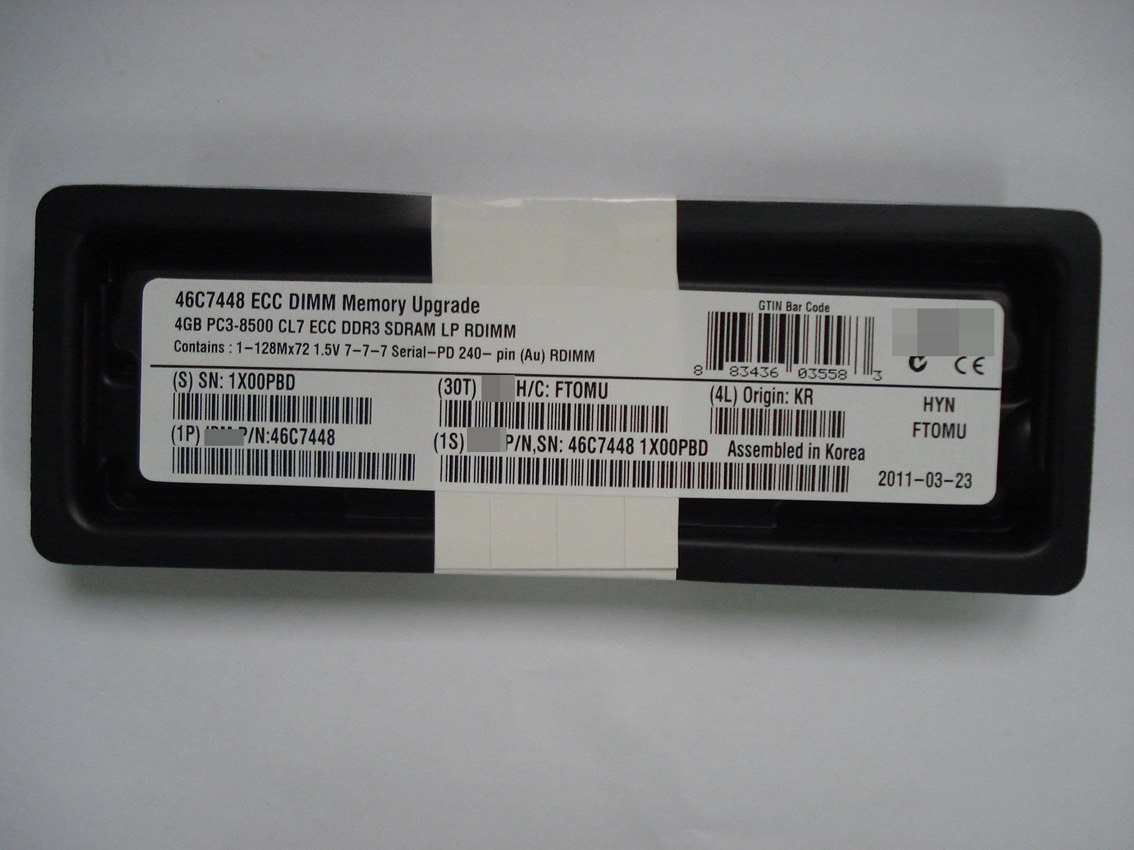 46C7448 ECC DIMM Memory Upgrade
4GB PC3-8500 CL7 ECC DDR3 SDRAM LP RDIMM
Contains : 1-128Mx72 1.5V 7-7-7 Serial-PD 240- pin (Au) RDIMM
GTIN Bar Code
8 83436 03558 3
CE
(S) SN: 1X00PBD
(30T) H/C: FTOMU
(4L) Origin: KR
HYN
FTOMU
(1P) P/N:46C7448
(1S) P/N,SN: 46C7448 1X00PBD
Assembled in Korea
2011-03-23